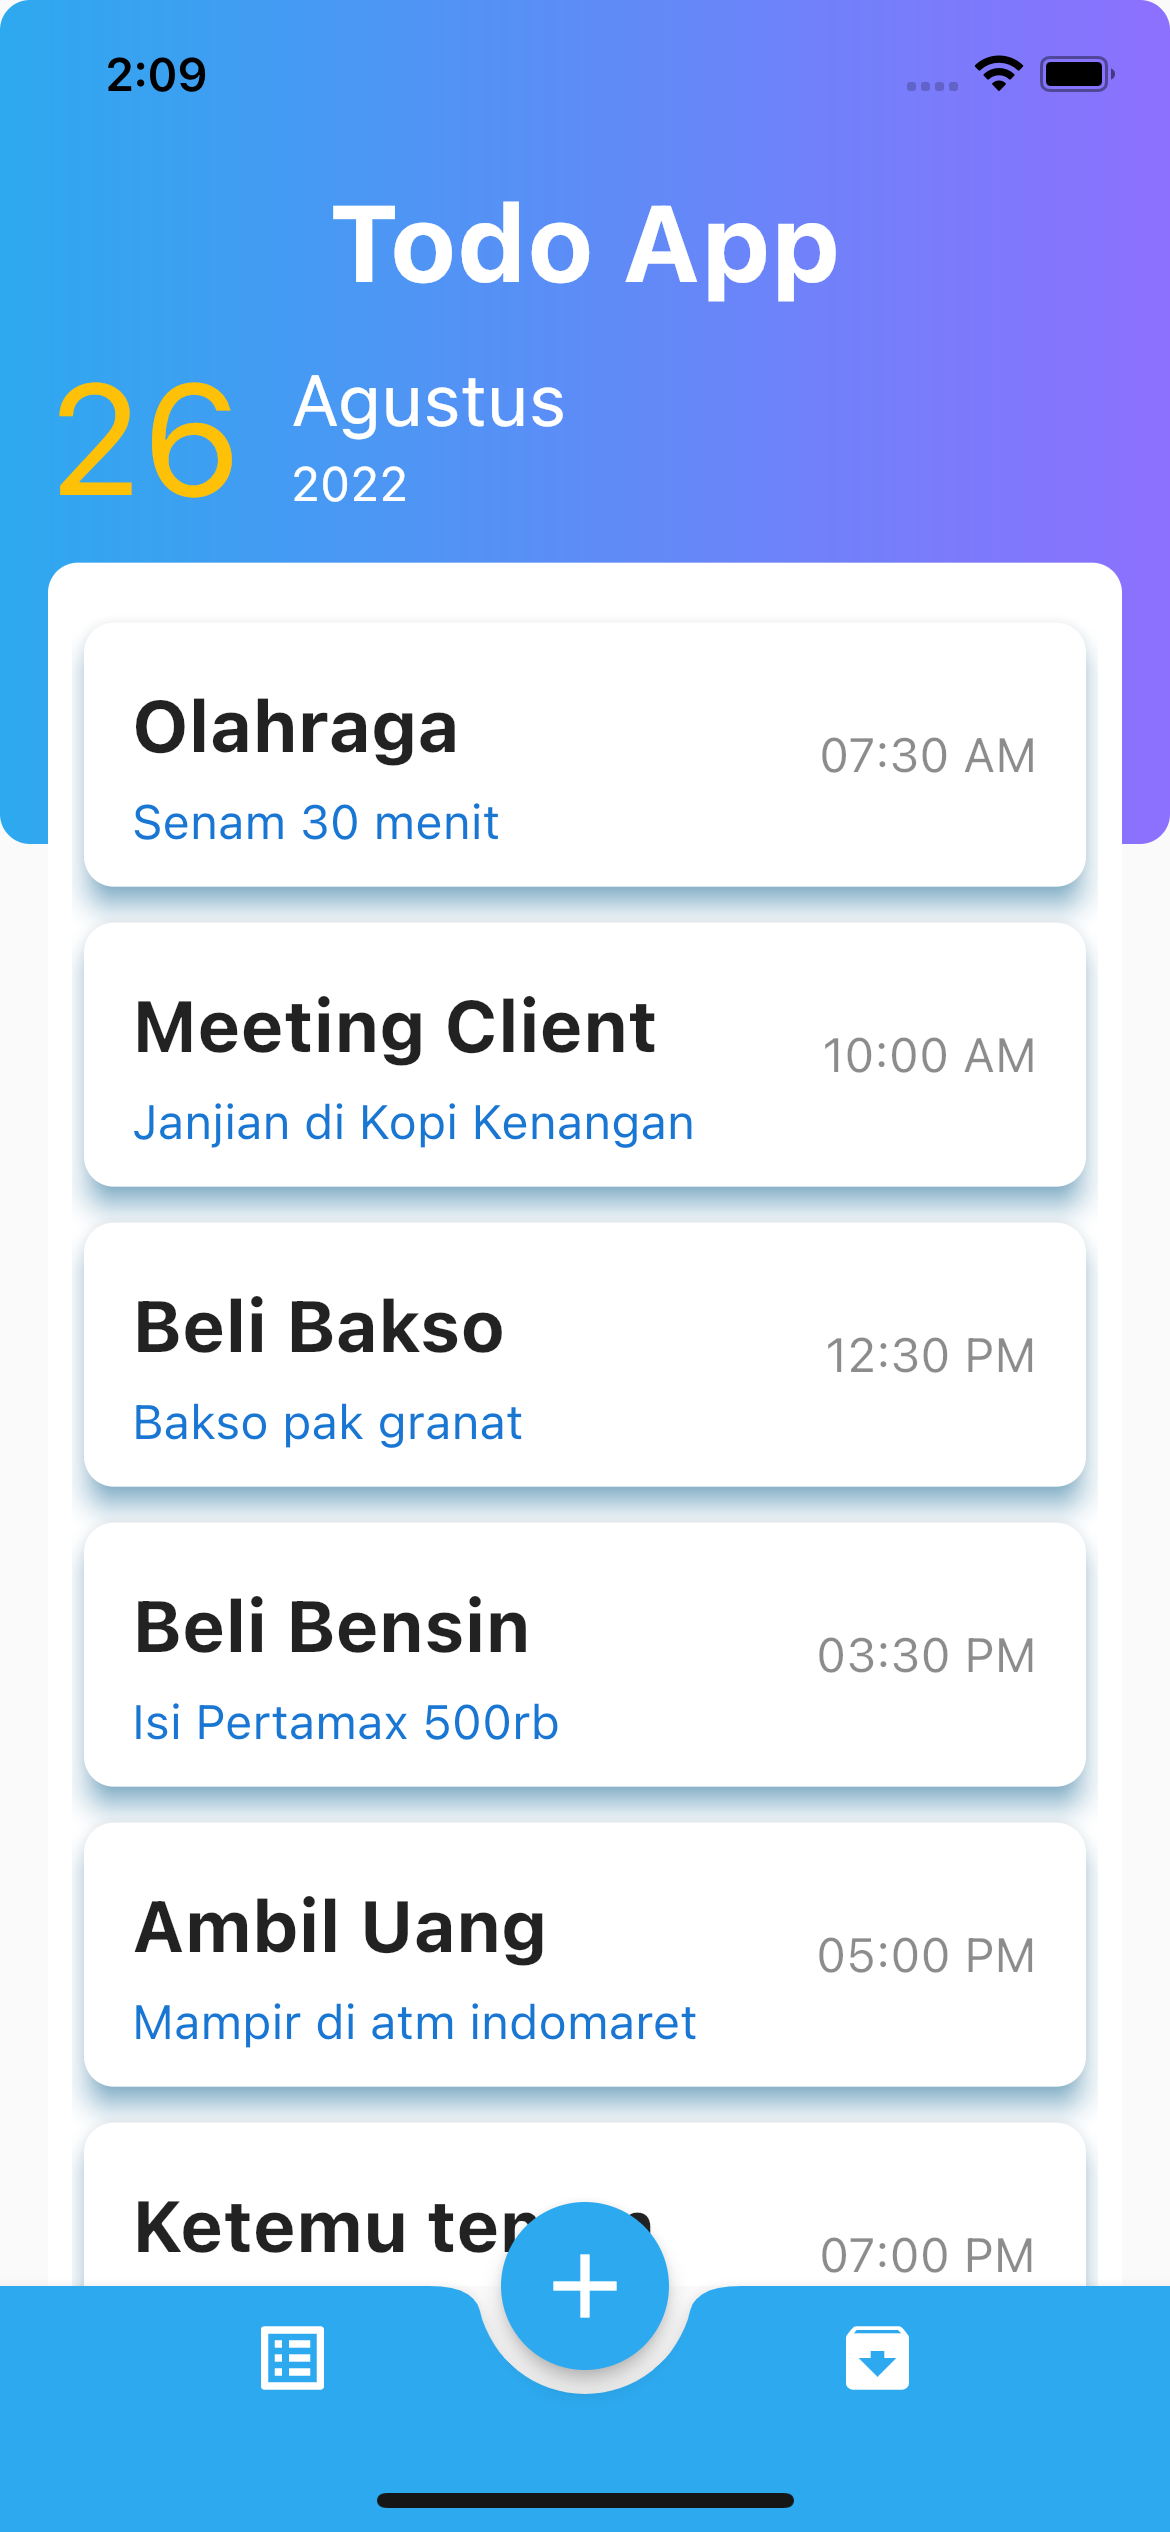 2:09
Todo App
26
Agustus
2022
Olahraga
07:30 AM
Senam 30 menit
Meeting Client
10:00 AM
Janjian di Kopi Kenangan
Beli Bakso
12:30 PM
Bakso pak granat
Beli Bensin
03:30 PM
Isi Pertamax 500rb
Ambil Uang
05:00 PM
Mampir di atm indomaret
Ketemu
07:00 PM